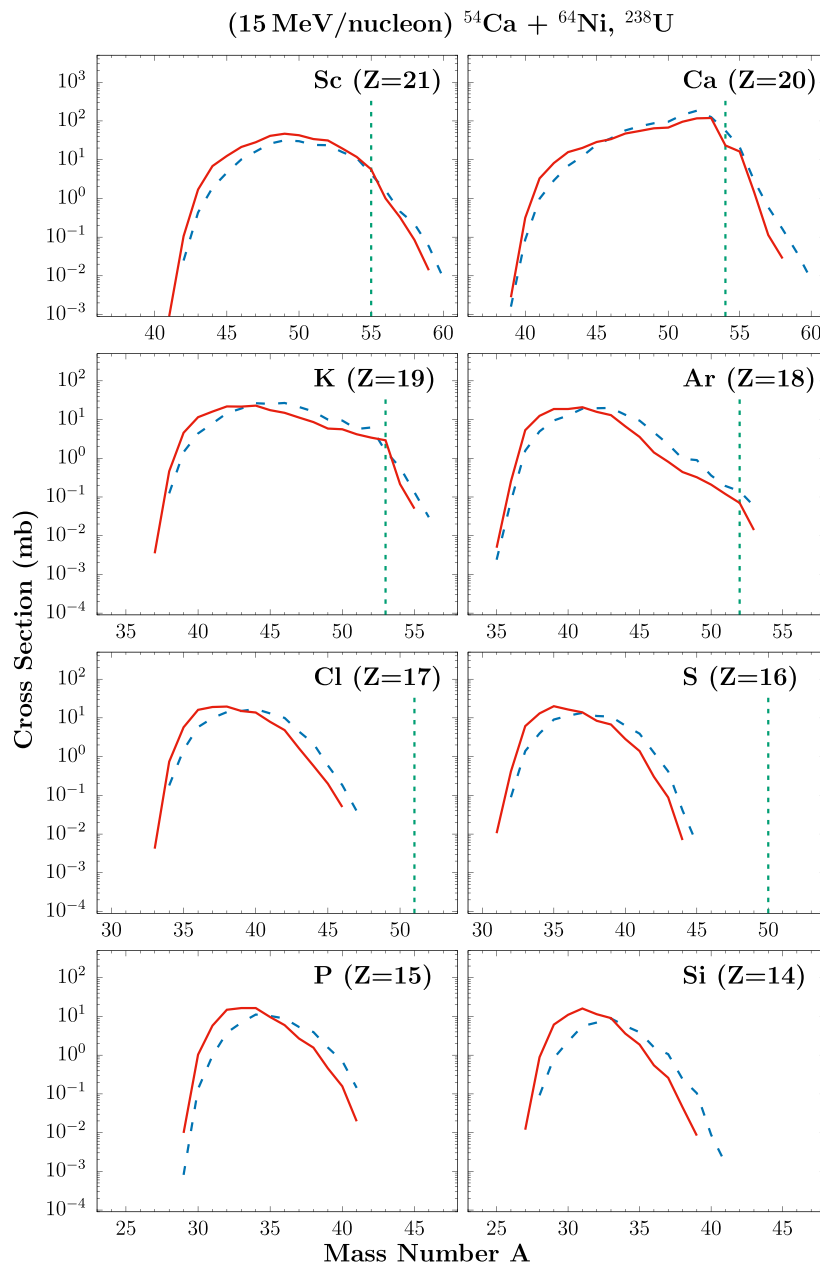 (15 MeV/nucleon) ⁵⁴Ca + ⁶⁴Ni, ²³⁸U
Sc (Z=21)
Ca (Z=20)
10³
10²
10¹
10⁰
10⁻¹
10⁻²
10⁻³
40 45 50 55 60
40 45 50 55 60
K (Z=19)
Ar (Z=18)
10²
10¹
10⁰
10⁻¹
10⁻²
10⁻³
10⁻⁴
35 40 45 50 55
35 40 45 50 55
Cross Section (mb)
Cl (Z=17)
S (Z=16)
10²
10¹
10⁰
10⁻¹
10⁻²
10⁻³
10⁻⁴
30 35 40 45 50
30 35 40 45 50
P (Z=15)
Si (Z=14)
10²
10¹
10⁰
10⁻¹
10⁻²
10⁻³
10⁻⁴
25 30 35 40 45
25 30 35 40 45
Mass Number A